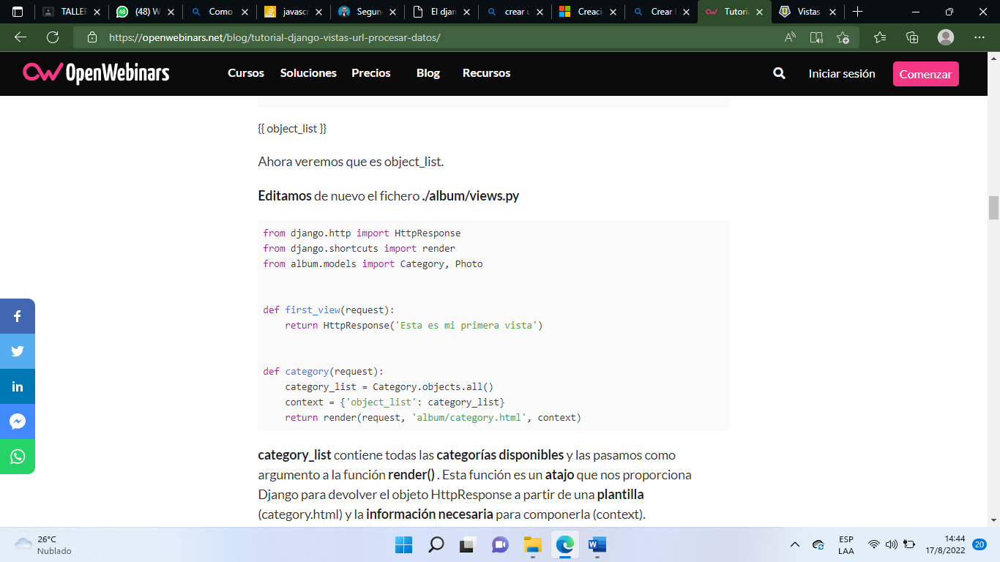 TALLER
(48) W
Como
javascr
Segun
El djan
crear u
Creació
Crear l
Tutoria
Vistas
https://openwebinars.net/blog/tutorial-django-vistas-url-procesar-datos/
OpenWebinars
Cursos Soluciones Precios Blog Recursos Iniciar sesión Comenzar
{{ object_list }}
Ahora veremos que es object_list.
Editamos de nuevo el fichero ./album/views.py
from django.http import HttpResponse
from django.shortcuts import render
from album.models import Category, Photo
def first_view(request):
return HttpResponse('Esta es mi primera vista')
def category(request):
category_list = Category.objects.all()
context = {'object_list': category_list}
return render(request, 'album/category.html', context)
category_list contiene todas las categorías disponibles y las pasamos como
argumento a la función render() . Esta función es un atajo que nos proporciona
Django para devolver el objeto HttpResponse a partir de una plantilla
(category.html) y la información necesaria para componerla (context).
26°C
Nublado
ESP
LAA
14:44
17/8/2022
20